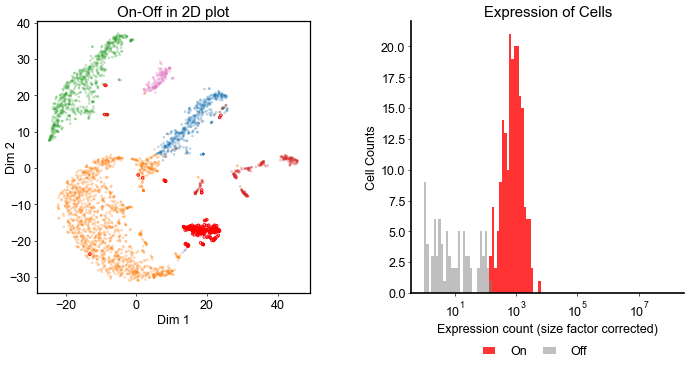 On-Off in 2D plot
40
30
20
10
0
−10
−20
−30
Dim 2
−20 0 20 40
Dim 1
Expression of Cells
20.0
17.5
15.0
12.5
10.0
7.5
5.0
2.5
0.0
Cell Counts
10^1 10^3 10^5 10^7
Expression count (size factor corrected)
On Off